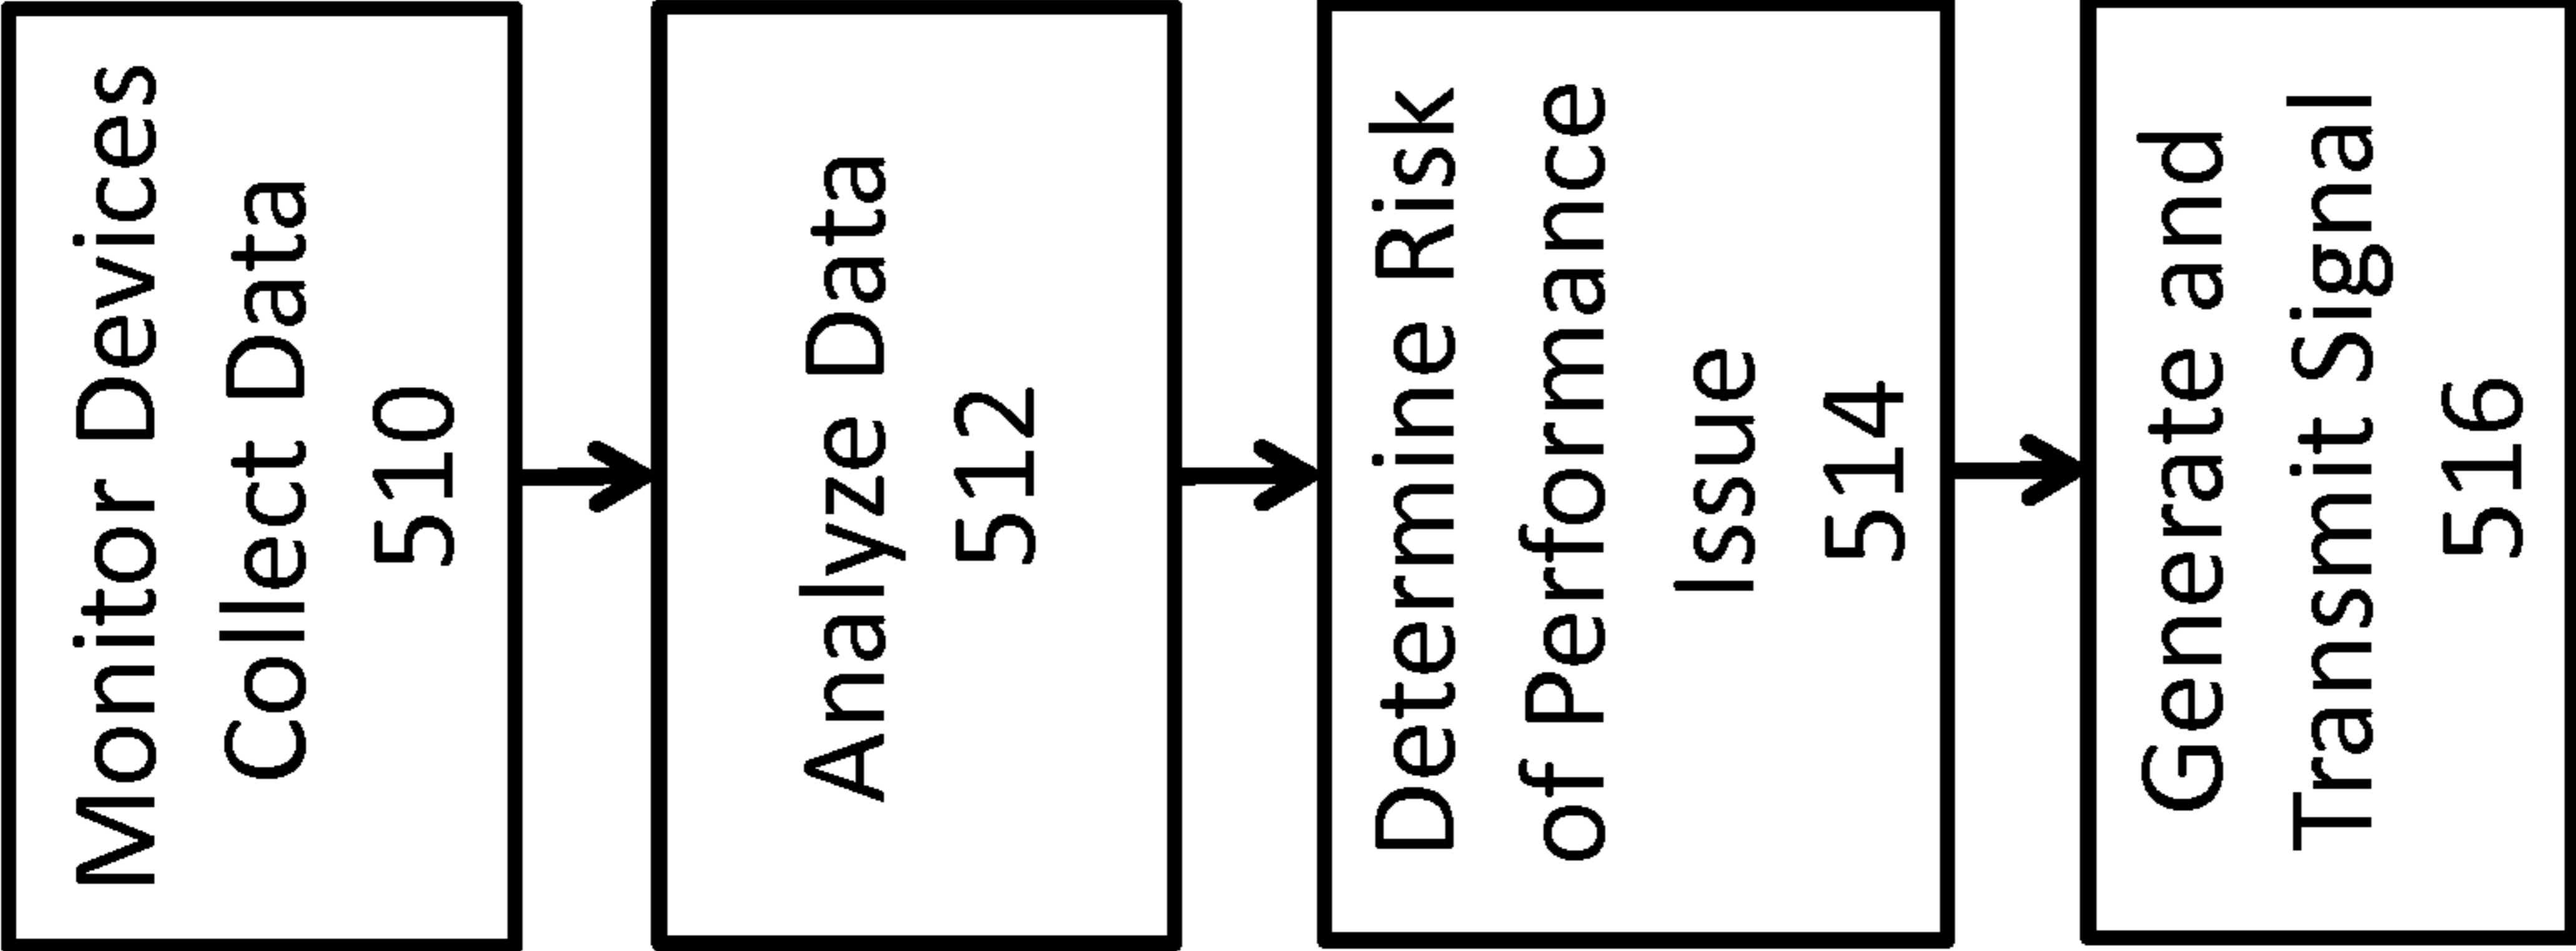 Monitor Devices
Collect Data
510
Analyze Data
512
Determine Risk
of Performance
Issue
514
Generate and
Transmit Signal
516